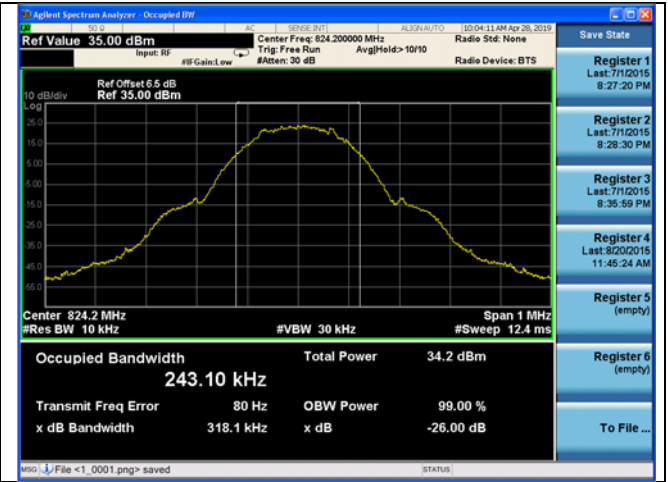 Agilent Spectrum Analyzer - Occupied BW
50 Ω AC SENSE:INT ALIGN AUTO 10:04:11 AM Apr 28, 2019
Ref Value 35.00 dBm
Center Freq: 824.200000 MHz
Radio Std: None
Input: RF
Trig: Free Run Avg|Hold:> 10/10
#IFGain:Low
#Atten: 30 dB
Radio Device: BTS
Ref Offset 6.5 dB
10 dB/div Ref 35.00 dBm
Log
25.0
15.0
5.00
-5.00
-15.0
-25.0
-35.0
-45.0
-55.0
Center 824.2 MHz Span 1 MHz
#Res BW 10 kHz #VBW 30 kHz #Sweep 12.4 ms
Occupied Bandwidth Total Power 34.2 dBm
243.10 kHz
Transmit Freq Error 80 Hz OBW Power 99.00 %
x dB Bandwidth 318.1 kHz x dB -26.00 dB
MSG File <1_0001.png> saved STATUS
Save State
Register 1
Last:7/1/2015
8:27:20 PM
Register 2
Last:7/1/2015
8:28:30 PM
Register 3
Last:7/1/2015
8:35:59 PM
Register 4
Last:8/20/2015
11:45:24 AM
Register 5
(empty)
Register 6
(empty)
To File ...